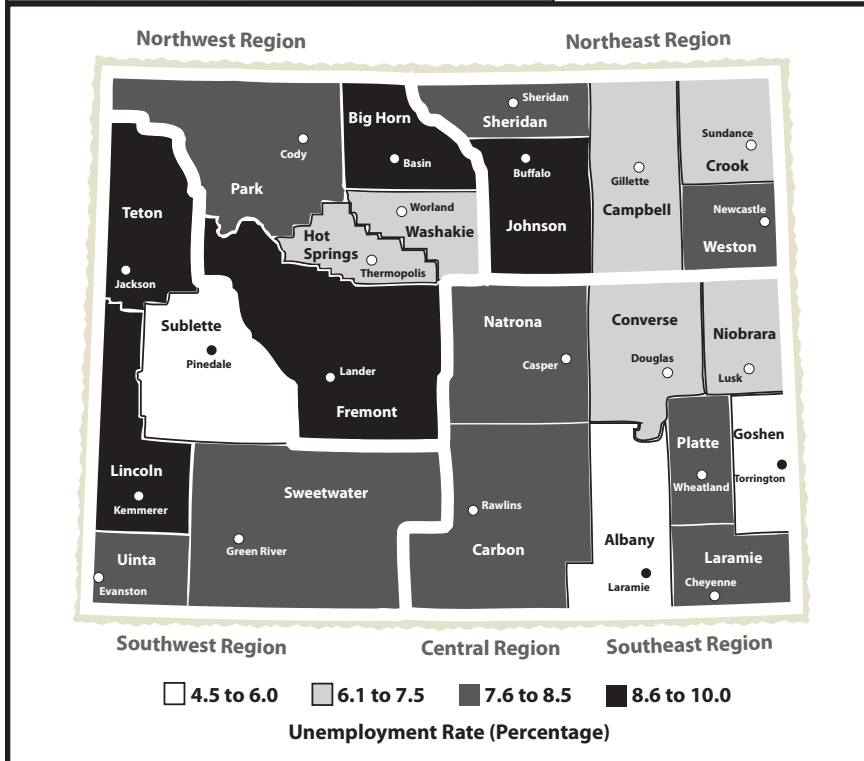 Northwest Region
Northeast Region
Big Horn
Sheridan
Sheridan
Sundance
Crook
Cody
Basin
Buffalo
Gillette
Park
Worland
Campbell
Newcastle
Teton
Hot
Springs
Washakie
Johnson
Weston
Thermopolis
Jackson
Sublette
Pinedale
Natrona
Converse
Niobrara
Casper
Douglas
Lusk
Lander
Fremont
Platte
Goshen
Lincoln
Wheatland
Torrington
Kemmerer
Sweetwater
Rawlins
Green River
Carbon
Albany
Uinta
Laramie
Evanston
Laramie
Cheyenne
Southwest Region
Central Region
Southeast Region
4.5 to 6.0
6.1 to 7.5
7.6 to 8.5
8.6 to 10.0
Unemployment Rate (Percentage)